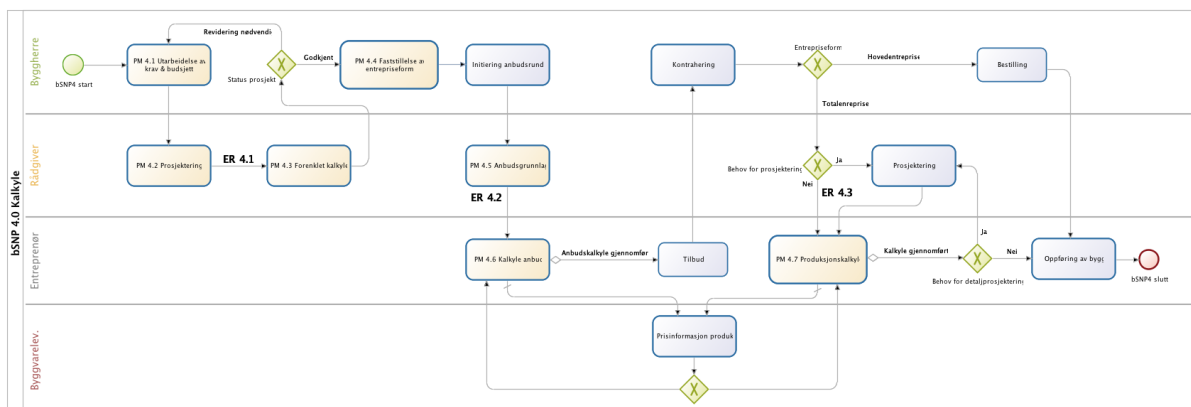 bSNP 4.0 Kalkyle
Byggherre
bSNP4 start
PM 4.1 Utarbeidelse av
krav & budsjett
Revidering nødvendi
Status prosjekt
Godkjent
PM 4.4 Faststillelse av
entrepriseform
Initiering anbudsrund
Kontrahering
Entrepriseform
Hovedentreprise
Bestilling
Totalenreprise
Rådgiver
PM 4.2 Prosjektering
ER 4.1
PM 4.3 Forenklet kalkyle
PM 4.5 Anbudsgrunnlag
ER 4.2
Behov for prosjektering
Ja
Nei
ER 4.3
Prosjektering
Entreprenør
PM 4.6 Kalkyle anbud
Anbudskalkyle gjennomfør
Tilbud
PM 4.7 Produksjonskalkyle
Kalkyle gjennomført
Ja
Nei
Behov for detaljprosjektering
Oppføring av bygg
bSNP4 slutt
Byggvarelev.
Prisinformasjon produk